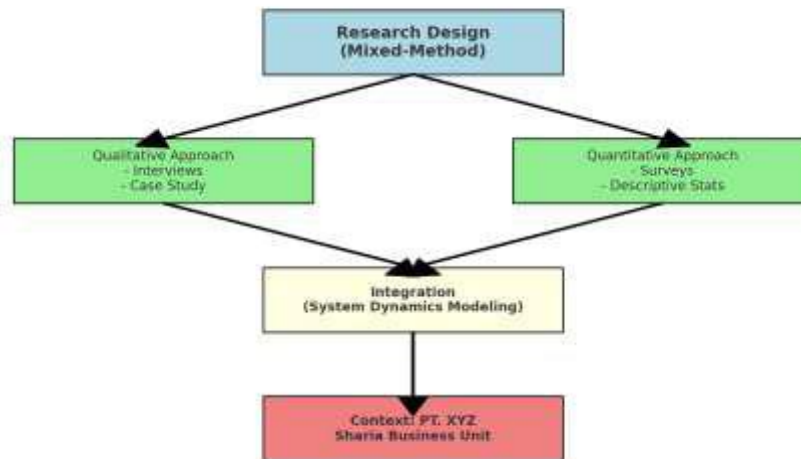 Research Design
(Mixed-Method)
Qualitative Approach
- Interviews
- Case Study
Quantitative Approach
- Surveys
- Descriptive Stats
Integration
(System Dynamics Modeling)
Context: PT. XYZ
Sharia Business Unit